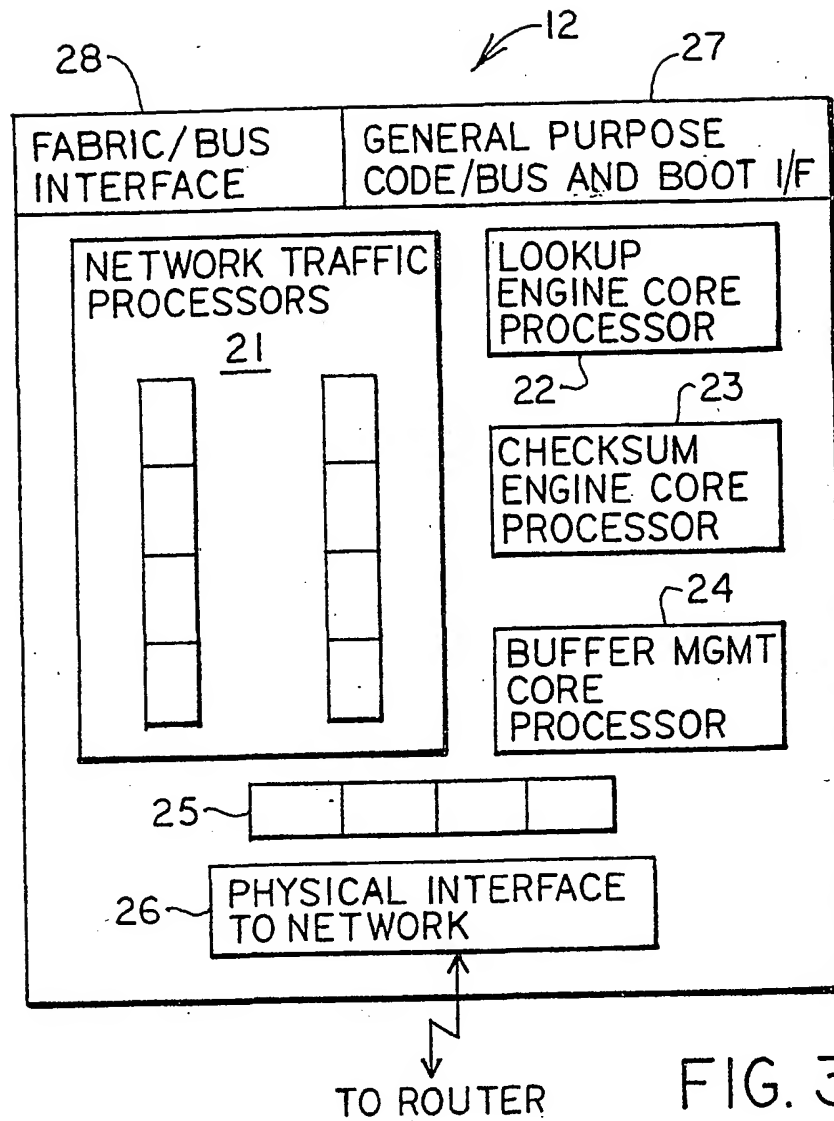 12
28
27
FABRIC/BUS
INTERFACE
GENERAL PURPOSE
CODE/BUS AND BOOT I/F
NETWORK TRAFFIC
PROCESSORS
21
LOOKUP
ENGINE CORE
PROCESSOR
22
23
CHECKSUM
ENGINE CORE
PROCESSOR
24
BUFFER MGMT
CORE
PROCESSOR
25
26
PHYSICAL INTERFACE
TO NETWORK
TO ROUTER
FIG. 3